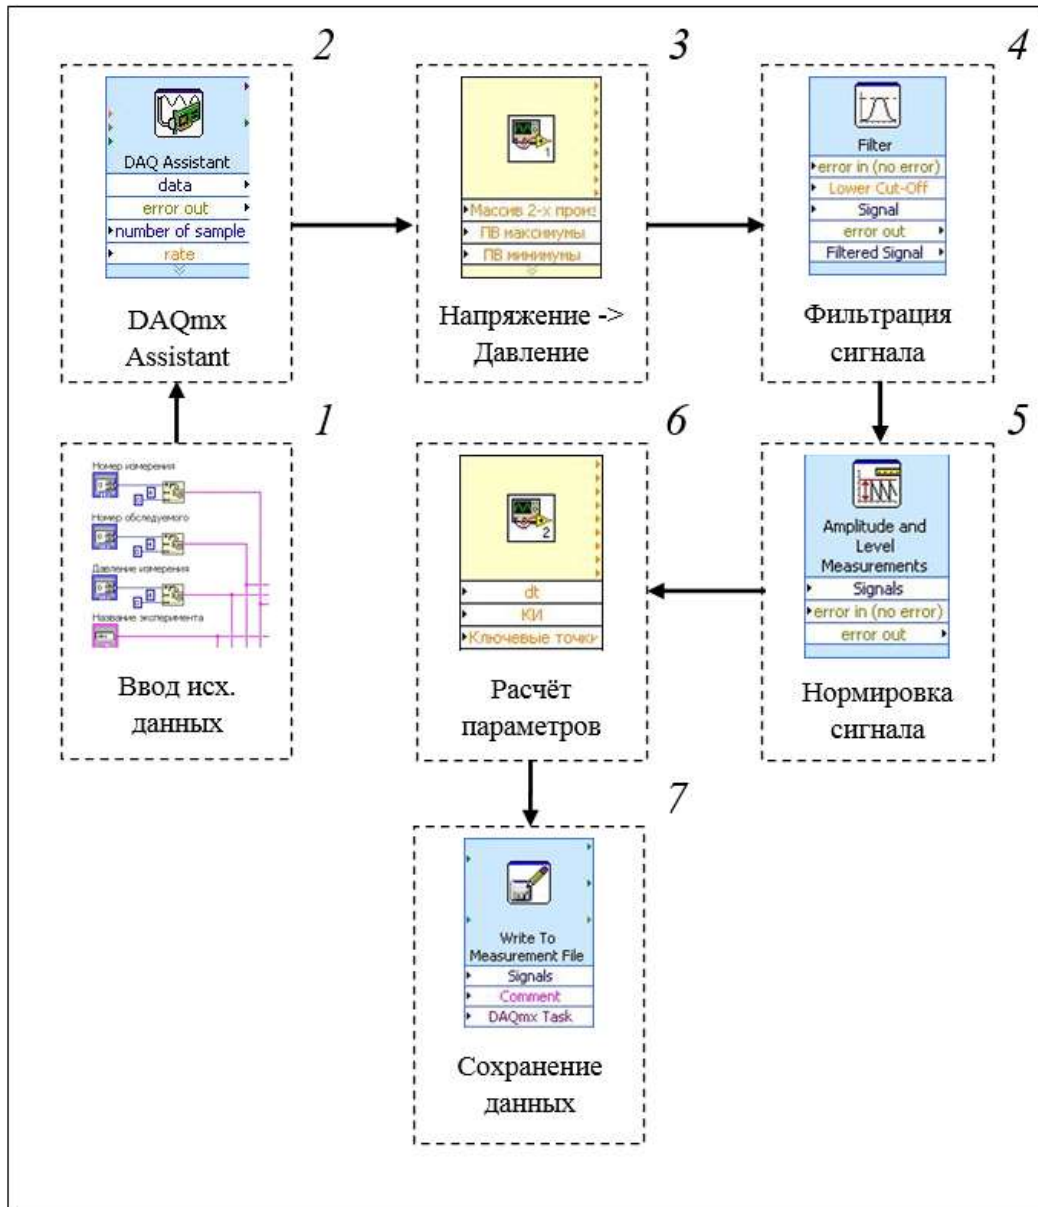 2
DAQ Assistant
data
error out
number of sample
rate
DAQmx
Assistant
3
1
Массив 2-х произ
ПВ максимумы
ПВ минимумы
Напряжение ->
Давление
4
Filter
error in (no error)
Lower Cut-Off
Signal
error out
Filtered Signal
Фильтрация
сигнала
1
Номер измерения
Номер обследуемого
Давление измерения
Название эксперимента
Ввод исх.
данных
6
2
dt
КИ
Ключевые точки
Расчёт
параметров
5
Amplitude and
Level
Measurements
Signals
error in (no error)
error out
Нормировка
сигнала
7
Write To
Measurement File
Signals
Comment
DAQmx Task
Сохранение
данных